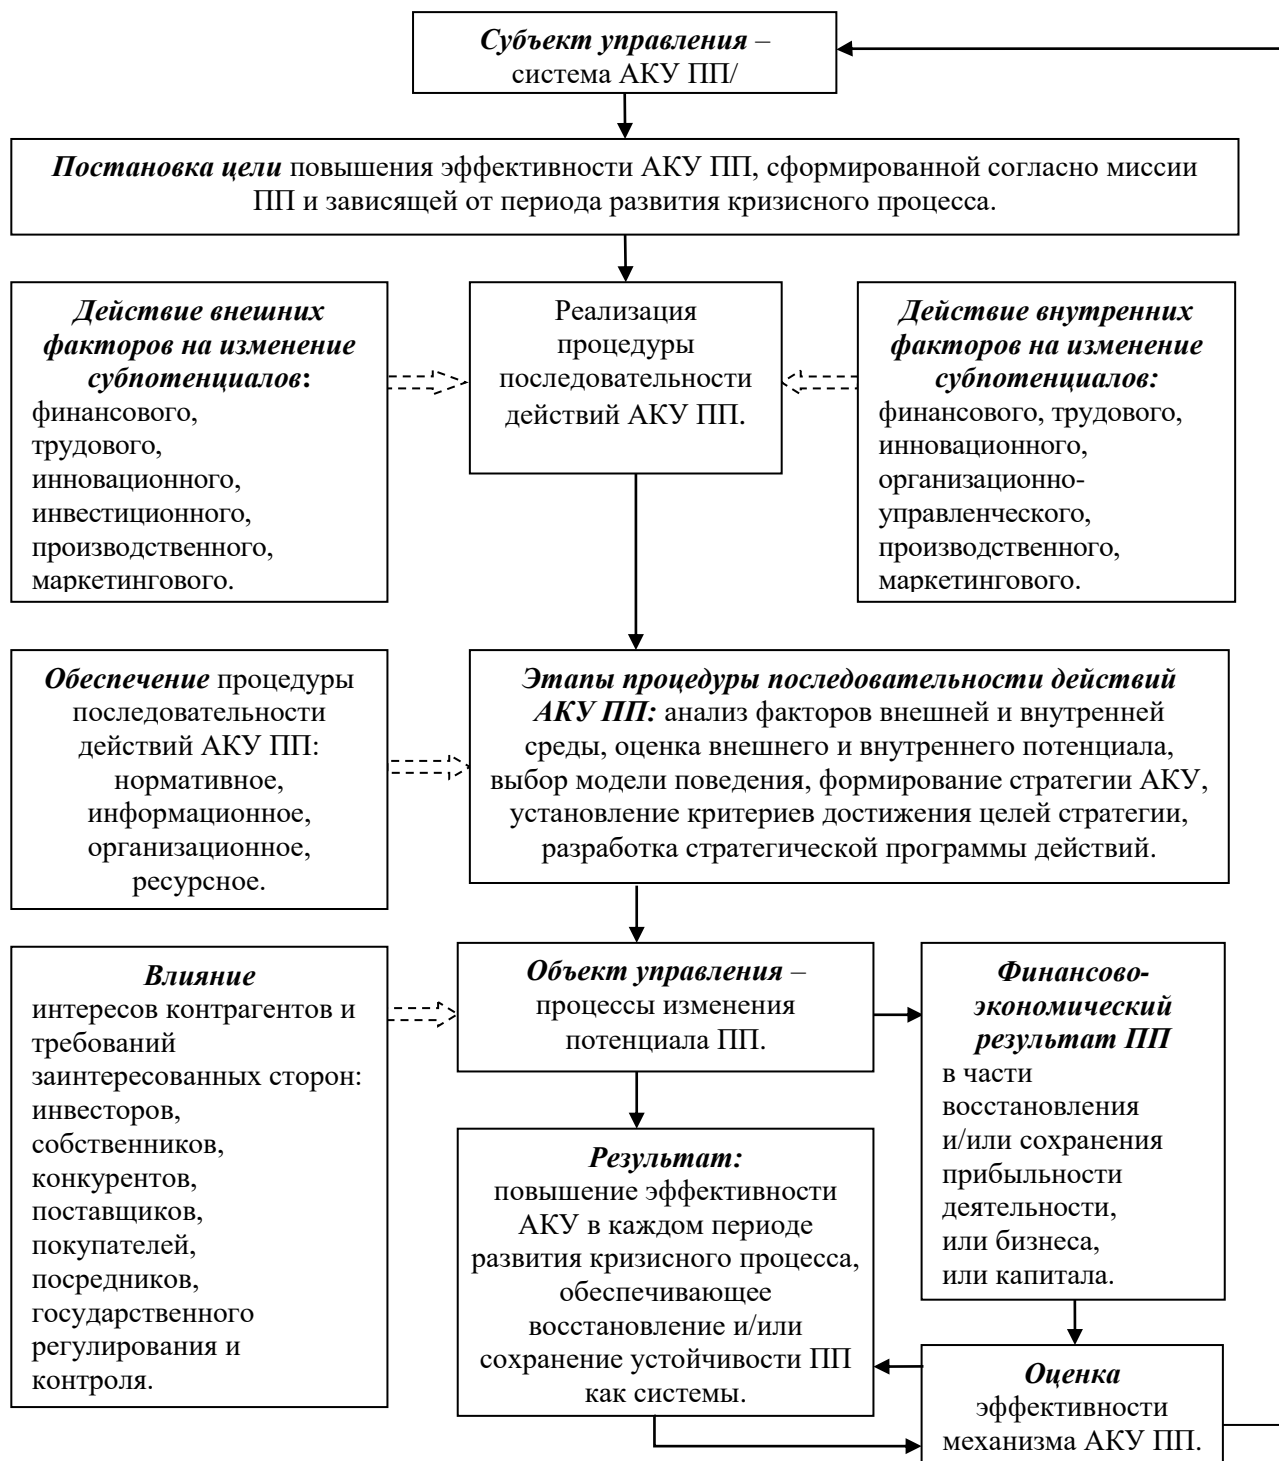 Субъект управления –
система АКУ ПП/
Постановка цели повышения эффективности АКУ ПП, сформированной согласно миссии
ПП и зависящей от периода развития кризисного процесса.
Действие внешних
факторов на изменение
субпотенциалов:
финансового,
трудового,
инновационного,
инвестиционного,
производственного,
маркетингового.
Реализация
процедуры
последовательности
действий АКУ ПП.
Действие внутренних
факторов на изменение
субпотенциалов:
финансового, трудового,
инновационного,
организационно-
управленческого,
производственного,
маркетингового.
Обеспечение процедуры
последовательности
действий АКУ ПП:
нормативное,
информационное,
организационное,
ресурсное.
Этапы процедуры последовательности действий
АКУ ПП: анализ факторов внешней и внутренней
среды, оценка внешнего и внутреннего потенциала,
выбор модели поведения, формирование стратегии АКУ,
установление критериев достижения целей стратегии,
разработка стратегической программы действий.
Влияние
интересов контрагентов и
требований
заинтересованных сторон:
инвесторов,
собственников,
конкурентов,
поставщиков,
покупателей,
посредников,
государственного
регулирования и
контроля.
Объект управления –
процессы изменения
потенциала ПП.
Финансово-
экономический
результат ПП
в части
восстановления
и/или сохранения
прибыльности
деятельности,
или бизнеса,
или капитала.
Результат:
повышение эффективности
АКУ в каждом периоде
развития кризисного процесса,
обеспечивающее
восстановление и/или
сохранение устойчивости ПП
как системы.
Оценка
эффективности
механизма АКУ ПП.